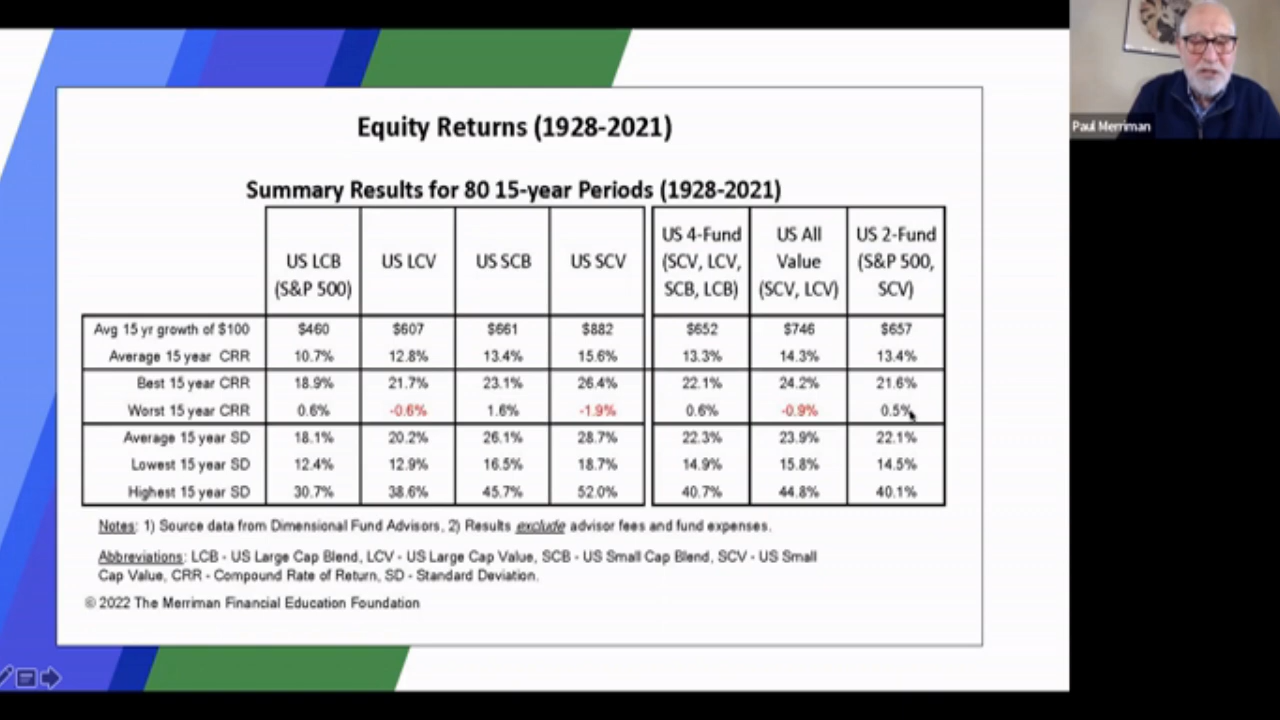 Equity Returns (1928-2021)
Summary Results for 80 15-year Periods (1928-2021)
US LCB (S&P 500) US LCV US SCB US SCV US 4-Fund (SCV, LCV, SCB, LCB) US All Value (SCV, LCV) US 2-Fund (S&P 500, SCV)
Avg 15 yr growth of $100 $460 $607 $661 $882 $652 $746 $657
Average 15 year CRR 10.7% 12.8% 13.4% 15.6% 13.3% 14.3% 13.4%
Best 15 year CRR 18.9% 21.7% 23.1% 26.4% 22.1% 24.2% 21.6%
Worst 15 year CRR 0.6% -0.6% 1.6% -1.9% 0.6% -0.9% 0.5%
Average 15 year SD 18.1% 20.2% 26.1% 28.7% 22.3% 23.9% 22.1%
Lowest 15 year SD 12.4% 12.9% 16.5% 18.7% 14.9% 15.8% 14.5%
Highest 15 year SD 30.7% 38.6% 45.7% 52.0% 40.7% 44.8% 40.1%
Notes: 1) Source data from Dimensional Fund Advisors, 2) Results exclude advisor fees and fund expenses.
Abbreviations: LCB - US Large Cap Blend, LCV - US Large Cap Value, SCB - US Small Cap Blend, SCV - US Small
Cap Value, CRR - Compound Rate of Return, SD - Standard Deviation.
© 2022 The Merriman Financial Education Foundation
Paul Merriman